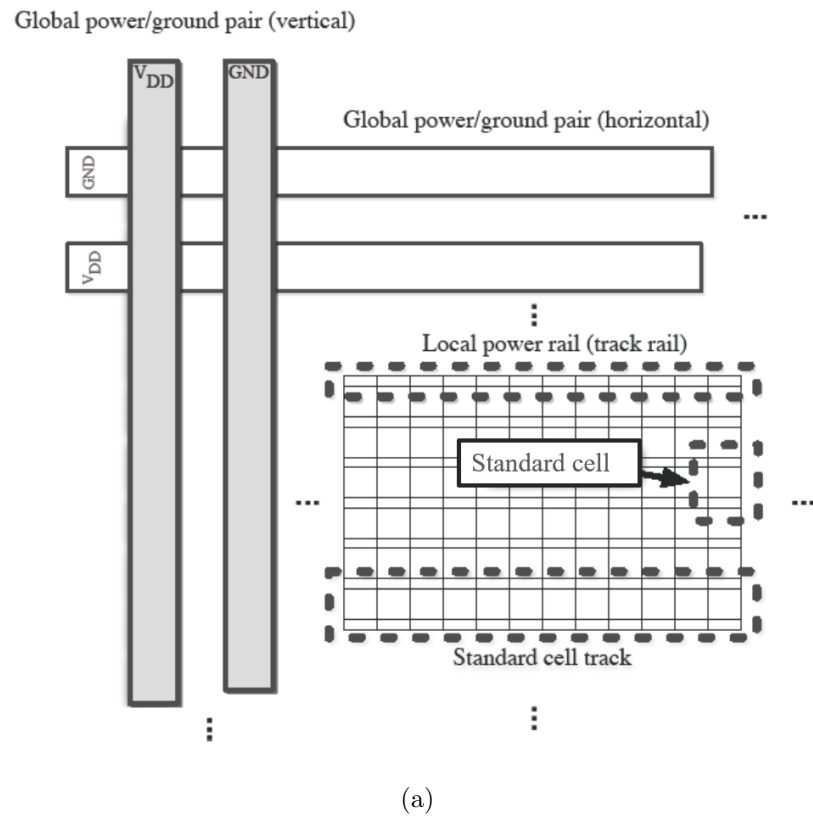 Global power/ground pair (vertical)
VDD
GND
Global power/ground pair (horizontal)
GND
...
VDD
Local power rail (track rail)
Standard cell
...
...
Standard cell track
(a)